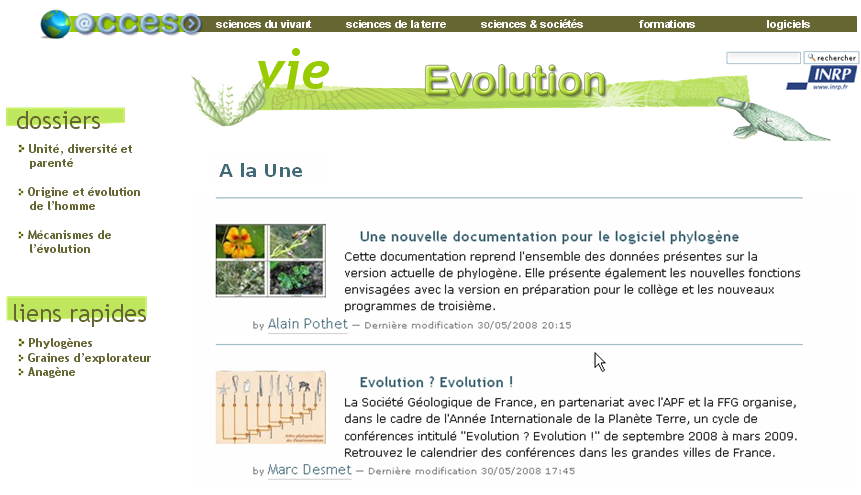 @cceso
sciences du vivant sciences de la terre sciences & sociétés formations logiciels
vie
Evolution
rechercher
INRP
www.inrp.fr
dossiers
Unité, diversité et
parenté
Origine et évolution
de l'homme
Mécanismes de
l'évolution
liens rapides
Phylogènes
Graines d'explorateur
Anagène
A la Une
Une nouvelle documentation pour le logiciel phylogène
Cette documentation reprend l'ensemble des données présentes sur la
version actuelle de phylogène. Elle présente également les nouvelles fonctions
envisagées avec la version en préparation pour le collège et les nouveaux
programmes de troisième.
by Alain Pothet — Dernière modification 30/05/2008 20:15
Evolution ? Evolution !
La Société Géologique de France, en partenariat avec l'APF et la FFG organise,
dans le cadre de l'Année Internationale de la Planète Terre, un cycle de
conférences intitulé "Evolution ? Evolution !" de septembre 2008 à mars 2009.
Retrouvez le calendrier des conférences dans les grandes villes de France.
by Marc Desmet — Dernière modification 30/05/2008 17:45